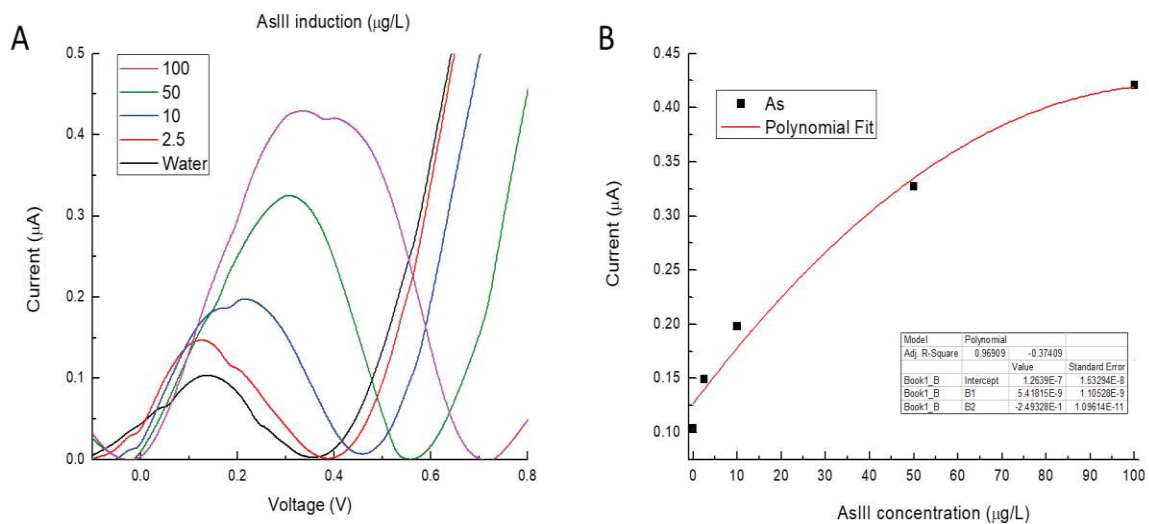 AsIII induction (μg/L)
A
100
50
10
2.5
Water
0.5
0.4
0.3
0.2
0.1
0.0
0.0 0.2 0.4 0.6 0.8
Current (μA)
Voltage (V)
B
As
Polynomial Fit
0.45
0.40
0.35
0.30
0.25
0.20
0.15
0.10
0 10 20 30 40 50 60 70 80 90 100
Current (μA)
AsIII concentration (μg/L)
Model Polynomial
Adj. R-Square 0.96909 -0.37409
Value Standard Error
Book1_B Intercept 1.2639E-7 1.53294E-8
Book1_B B1 5.41815E-9 1.10528E-9
Book1_B B2 -2.49328E-1 1.09614E-11